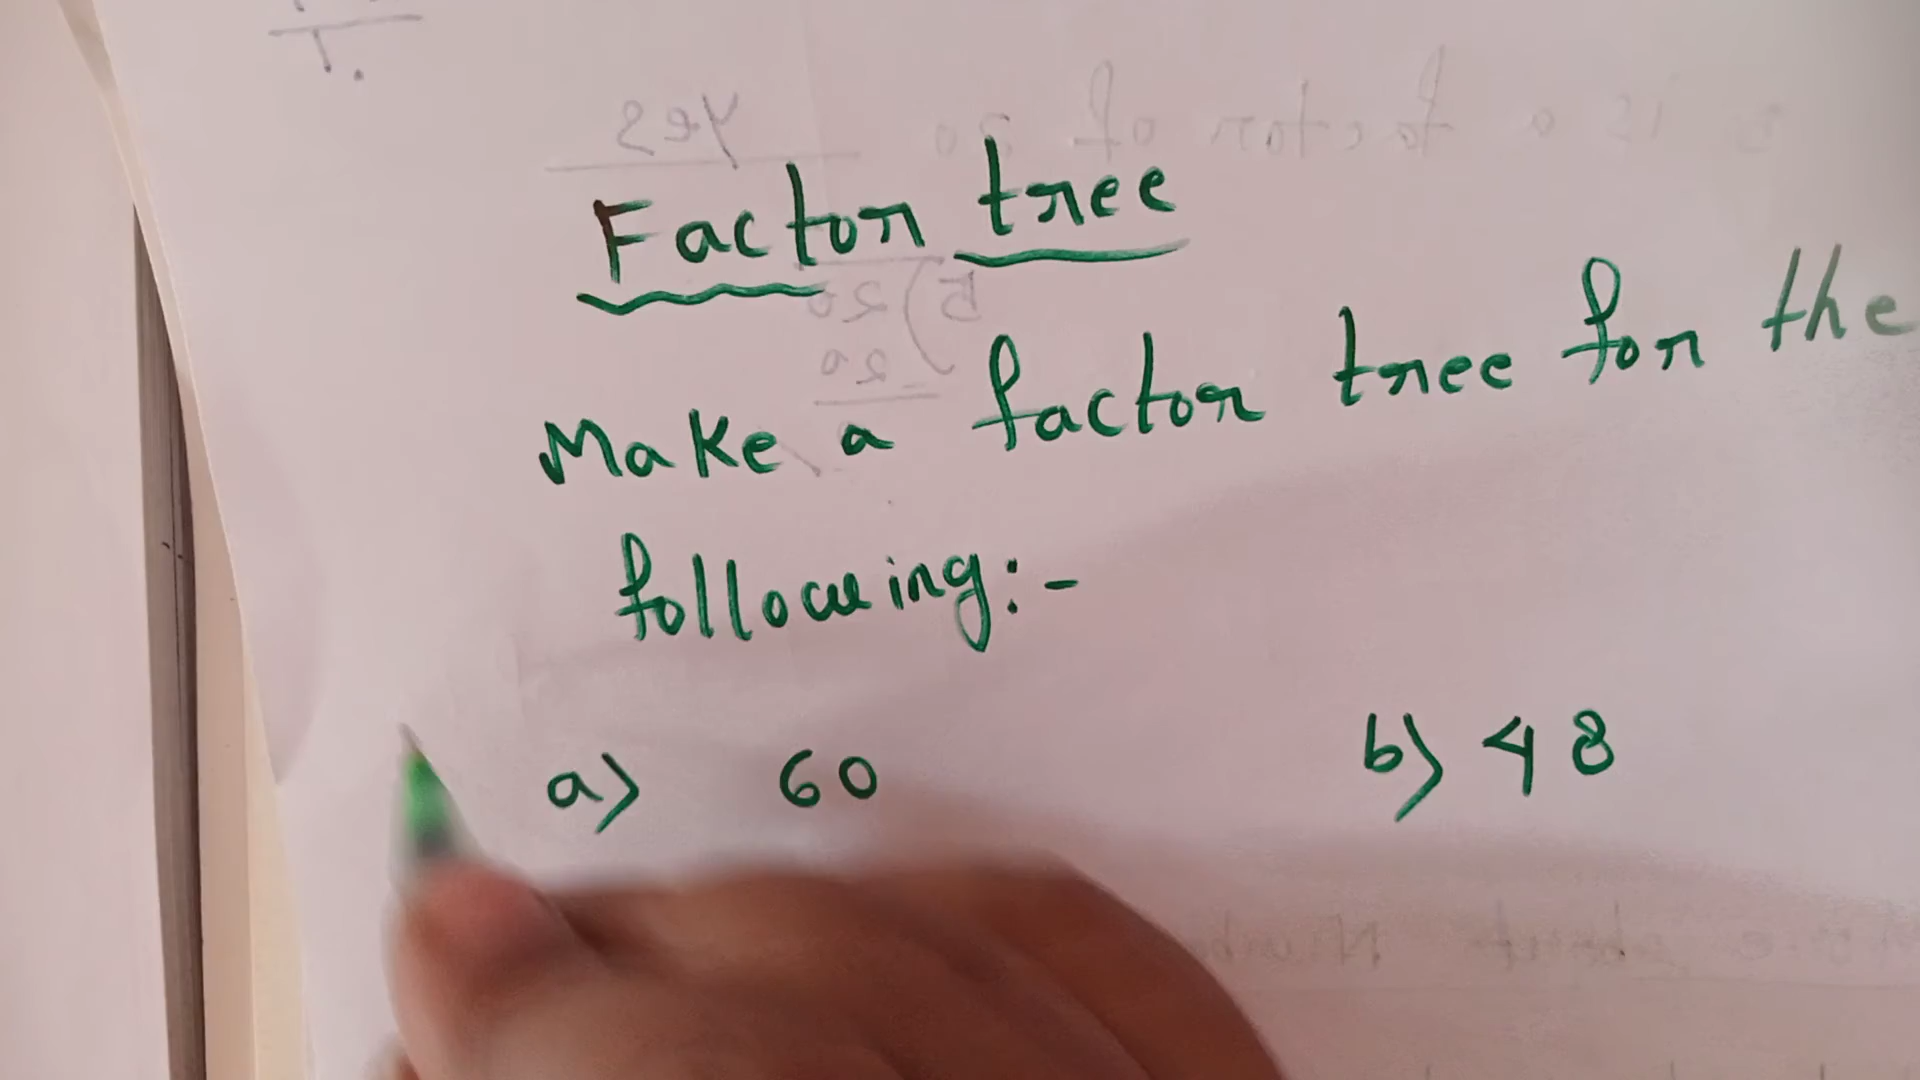 Factor tree
Make a factor tree for the
following:-
a) 60 b) 48